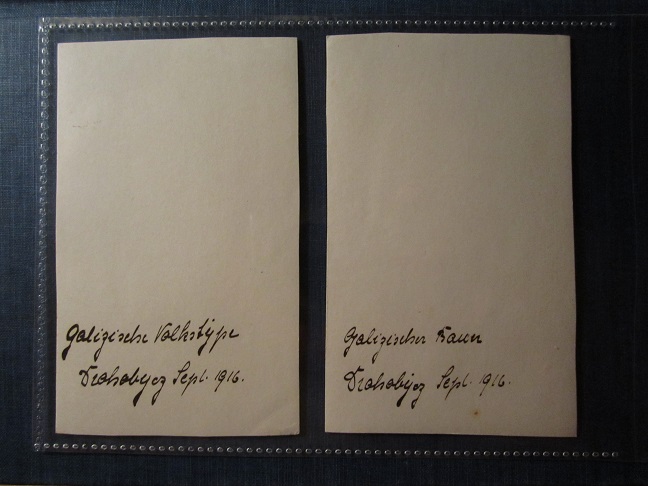 Galizische Volkstype
Drohobycz Sept. 1916.
Galizischer Bauer
Drohobycz Sept. 1916.